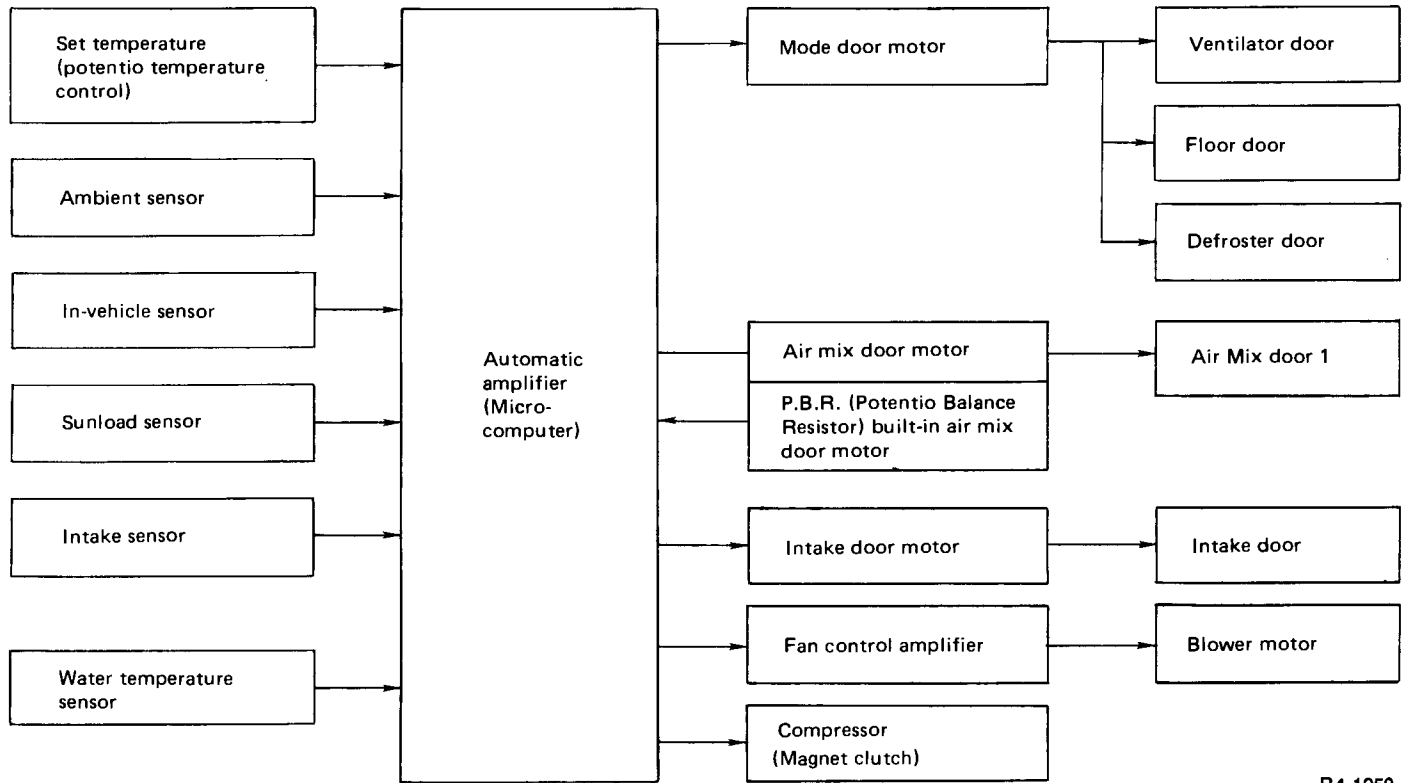 Set temperature
(potentio temperature
control)
Ambient sensor
In-vehicle sensor
Sunload sensor
Intake sensor
Water temperature
sensor
Automatic
amplifier
(Micro-
computer)
Mode door motor
Air mix door motor
P.B.R. (Potentio Balance
Resistor) built-in air mix
door motor
Intake door motor
Fan control amplifier
Compressor
(Magnet clutch)
Ventilator door
Floor door
Defroster door
Air Mix door 1
Intake door
Blower motor